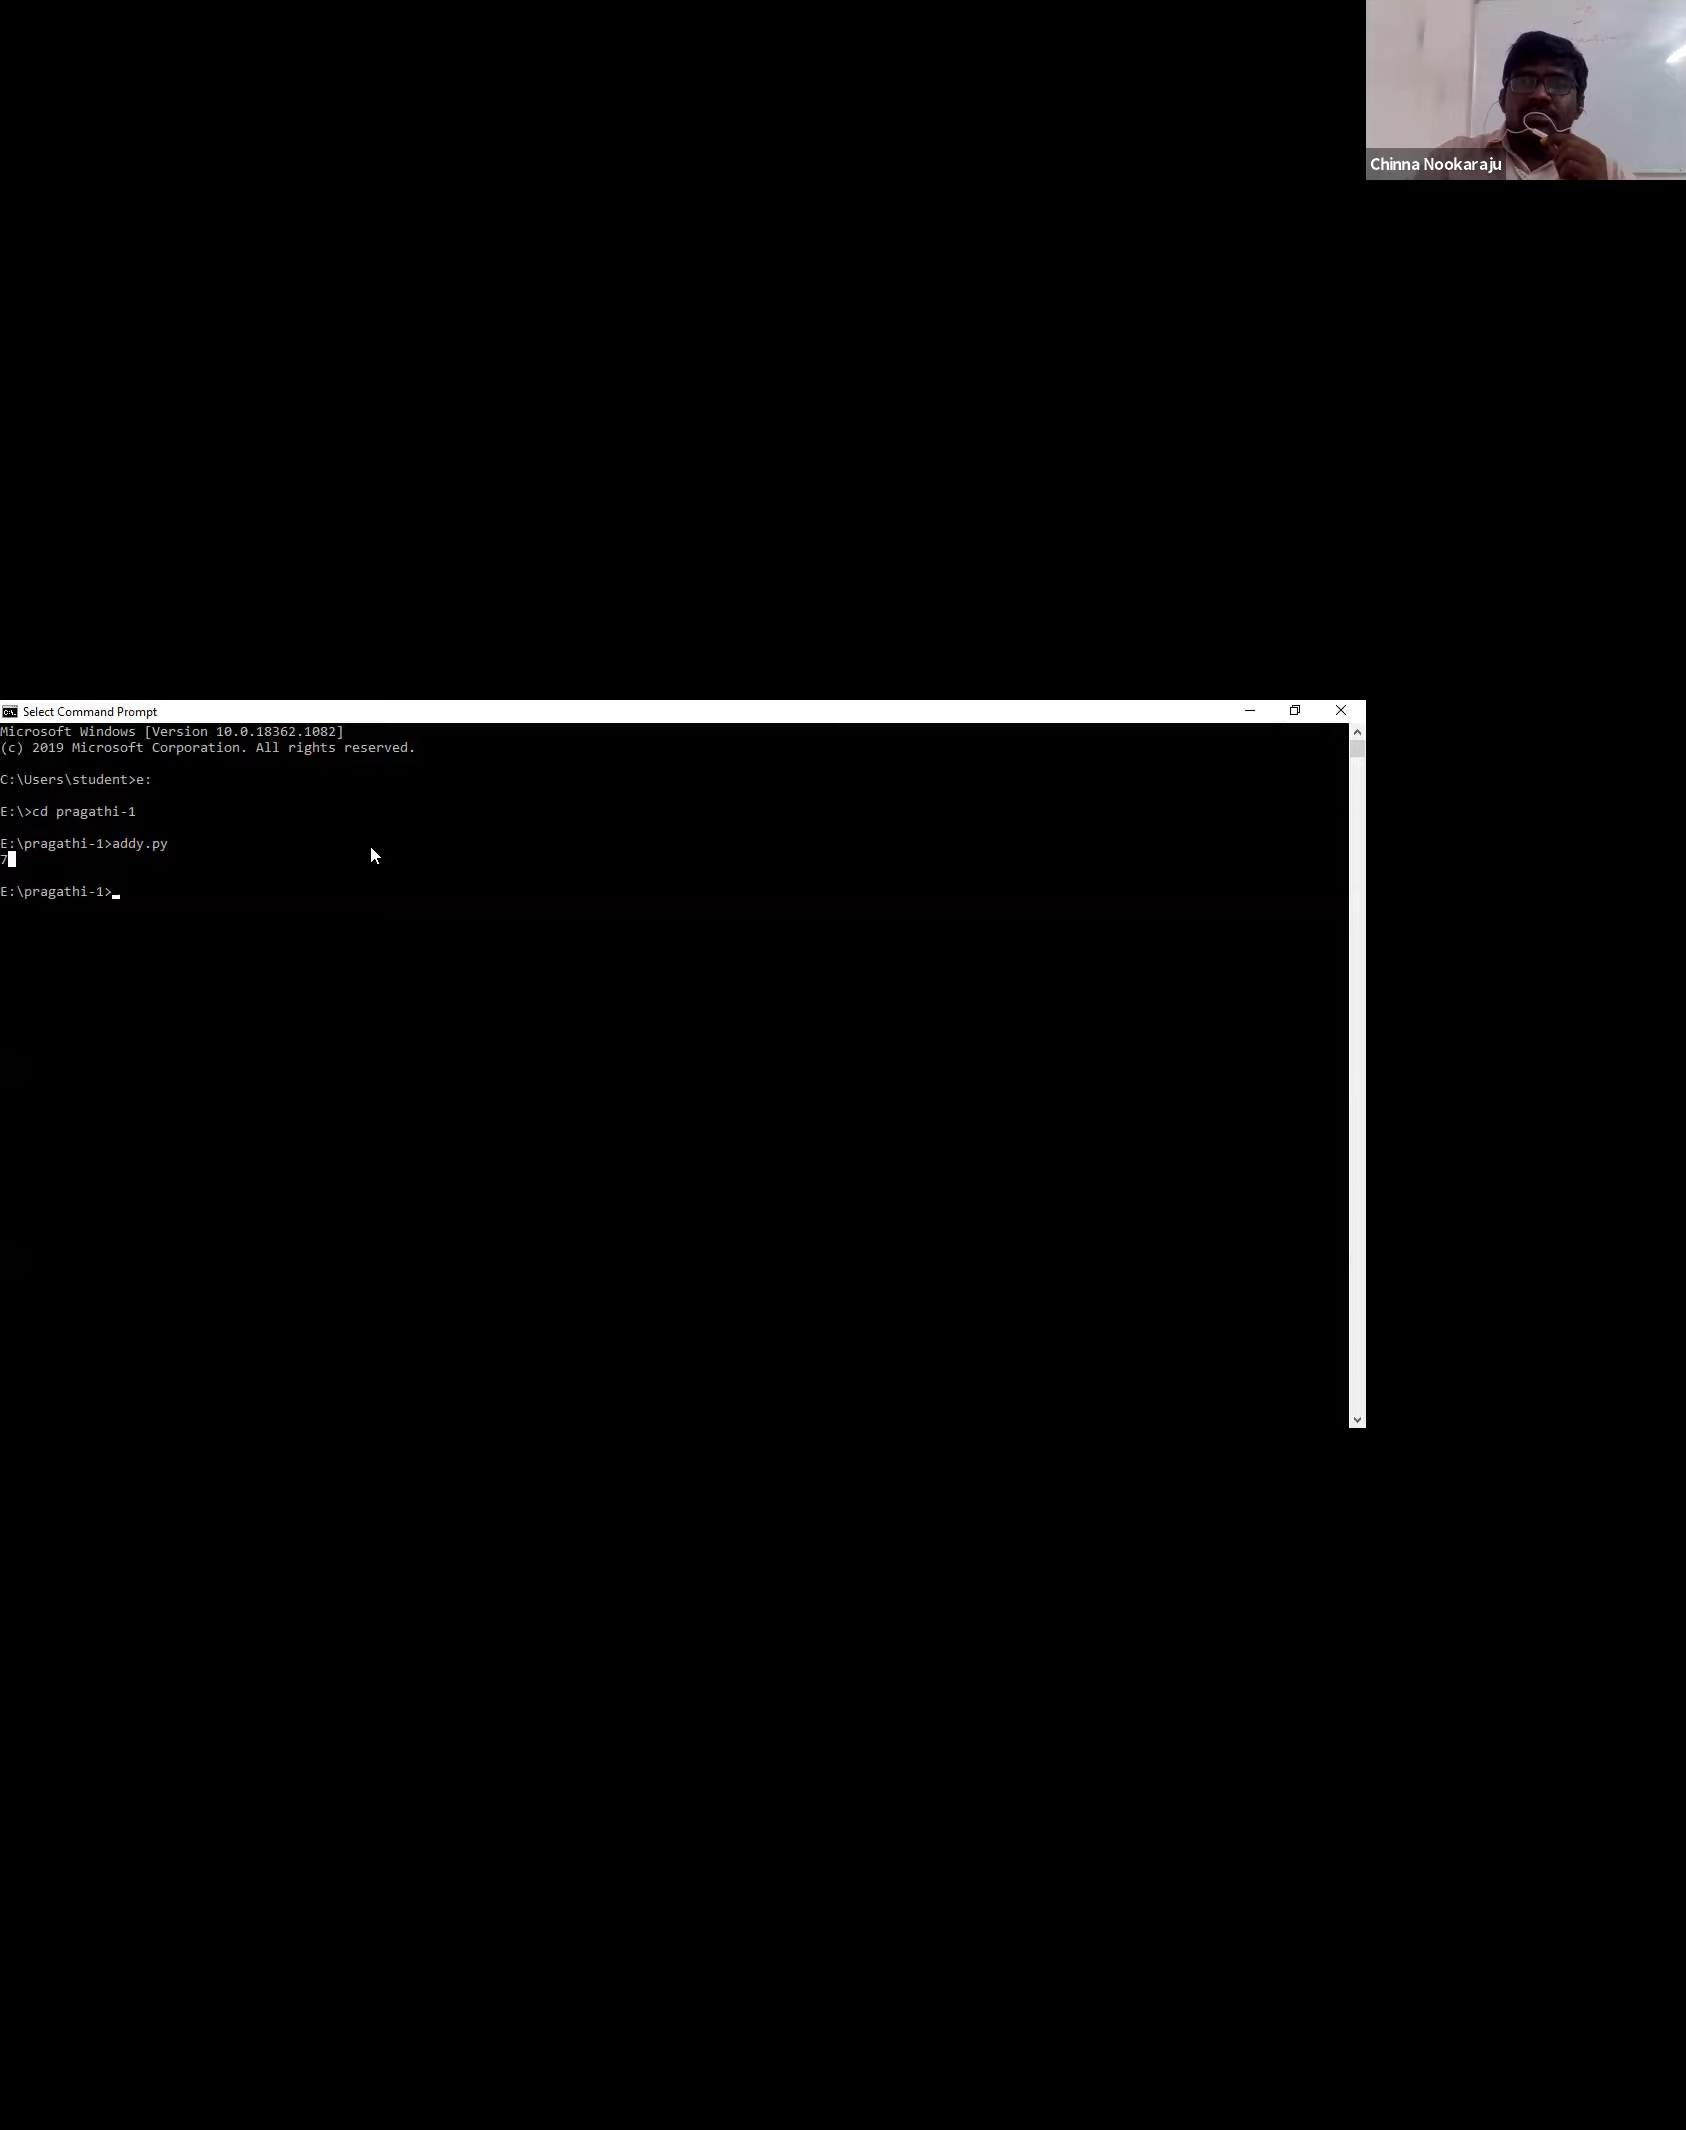 Chinna Nookaraju
Select Command Prompt
Microsoft Windows [Version 10.0.18362.1082]
(c) 2019 Microsoft Corporation. All rights reserved.
C:\Users\student>e:
E:\>cd pragathi-1
E:\pragathi-1>addy.py
7
E:\pragathi-1>